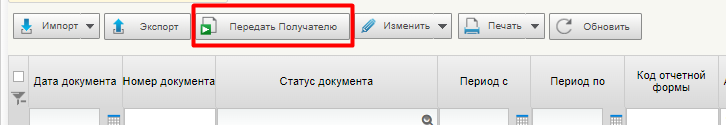 Импорт Экспорт Передать Получателю Изменить Печать Обновить
Дата документа Номер документа Статус документа Период с Период по Код отчетной формы